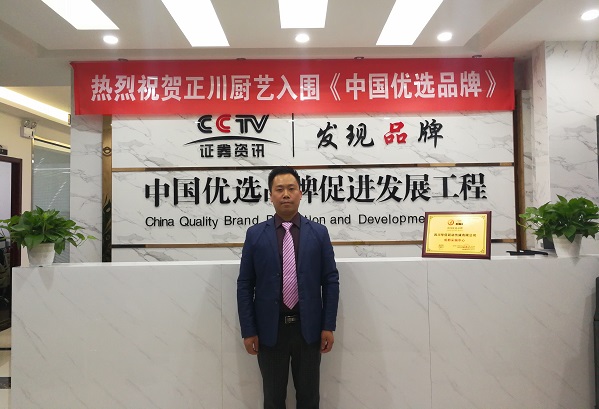 热烈祝贺正川厨艺入围《中国优选品牌》
CCTV
证券资讯
发现品牌
中国优选品牌促进发展工程
China Quality Brand P tion and Developme